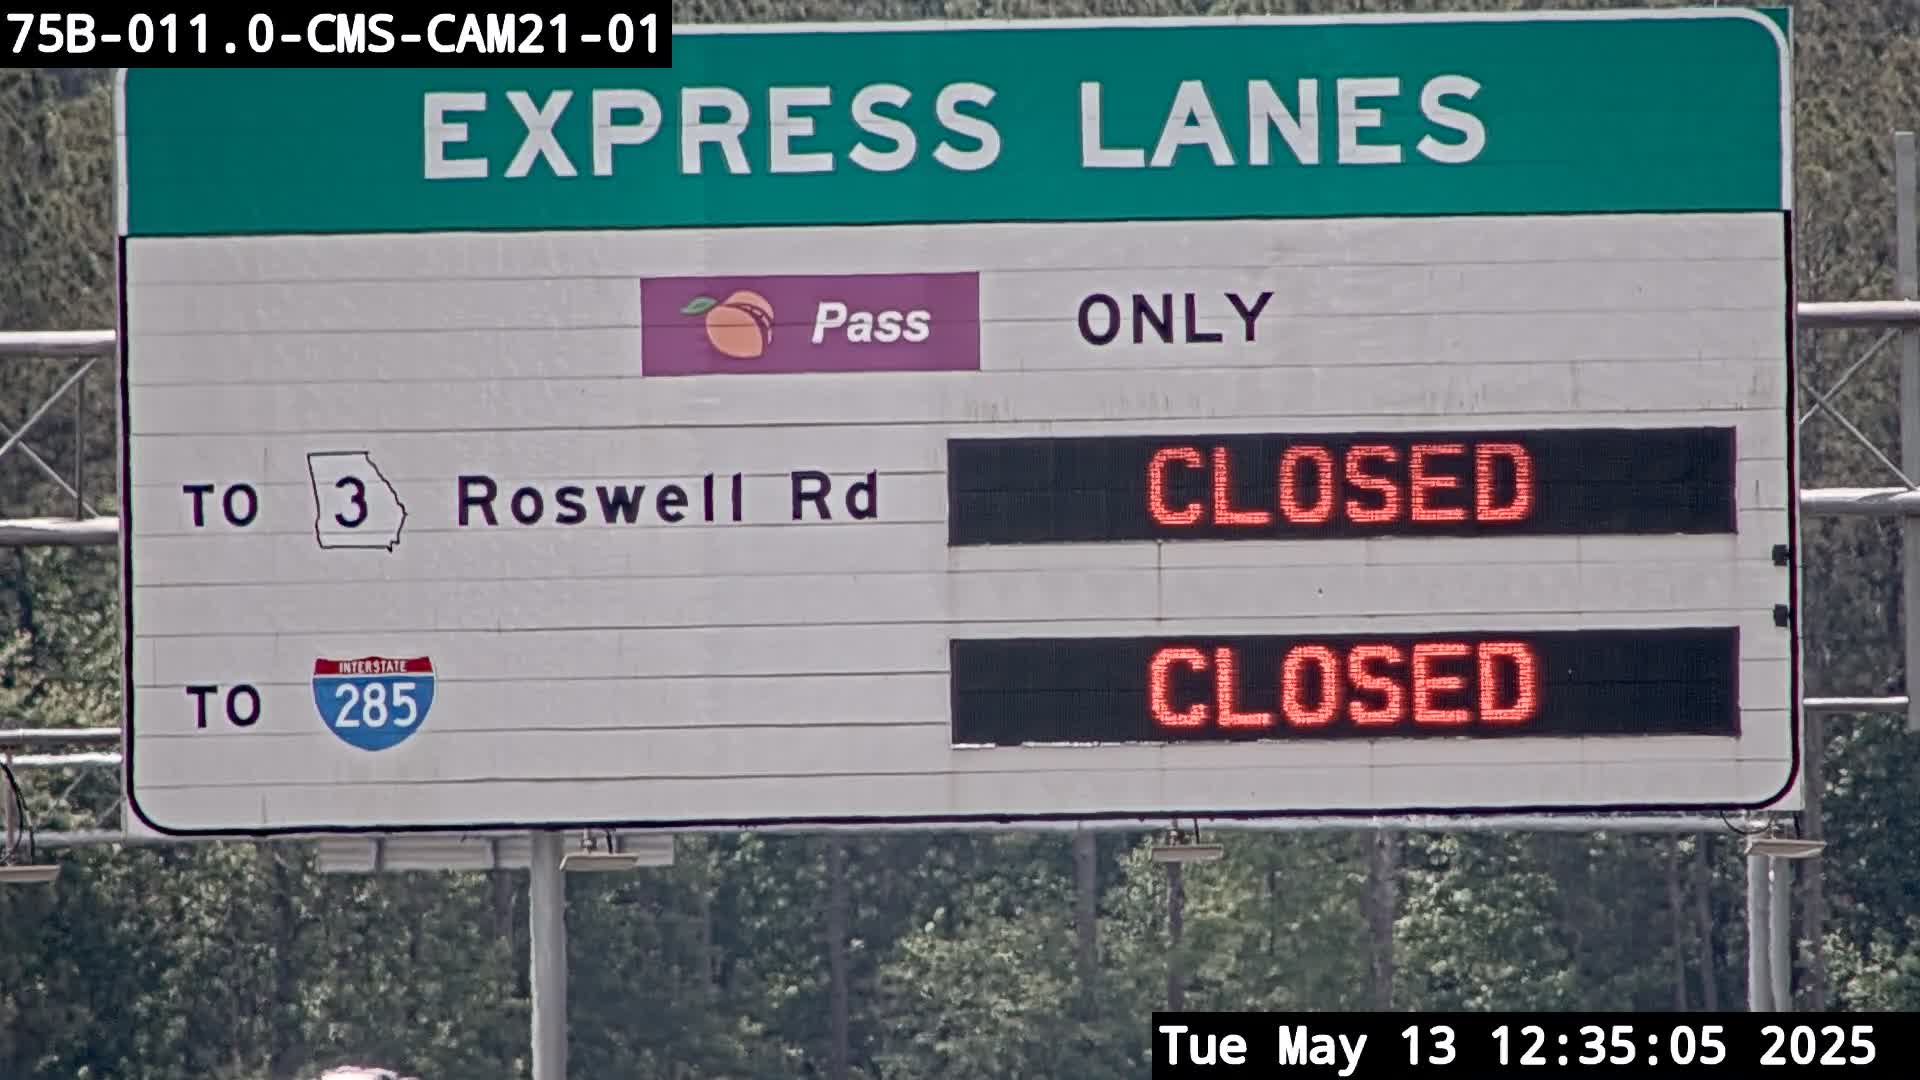 75B-011.0-CMS-CAM21-01
EXPRESS LANES
Pass ONLY
TO 3 Roswell Rd CLOSED
INTERSTATE
TO 285 CLOSED
Tue May 13 12:35:05 2025